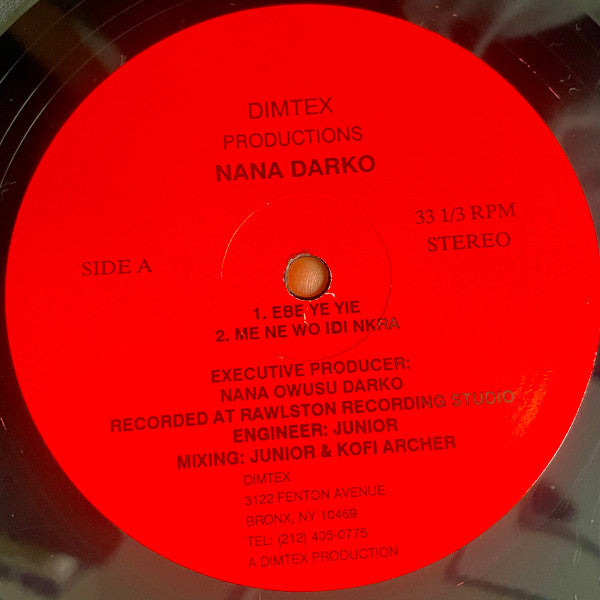 DIMTEX
PRODUCTIONS
NANA DARKO
SIDE A
33 1/3 RPM
STEREO
1. EBE YE YIE
2. ME NE WO IDI NKRA
EXECUTIVE PRODUCER:
NANA OWUSU DARKO
RECORDED AT RAWLSTON RECORDING STUDIO
ENGINEER: JUNIOR
MIXING: JUNIOR & KOFI ARCHER
DIMTEX
3122 FENTON AVENUE
BRONX, NY 10469
TEL: (212) 405-0775
A DIMTEX PRODUCTION